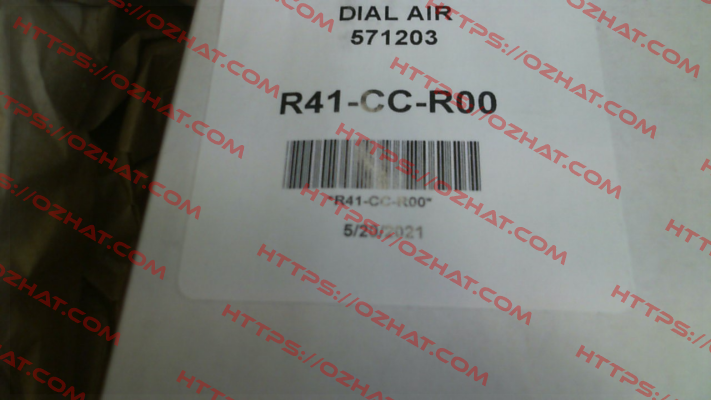 DIAL AIR
571203
R41-CC-R00
*R41-CC-R00*
5/20/2021
HTTPS://OZHAT.COM